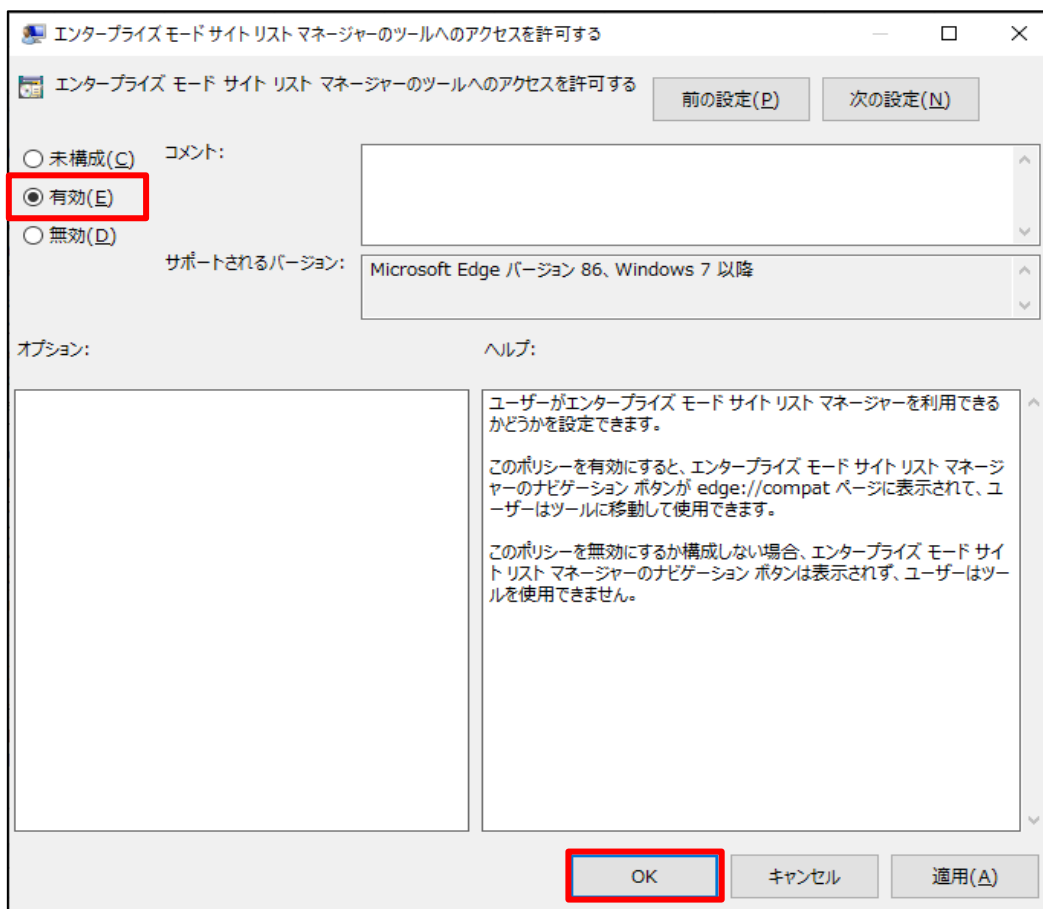 エンタープライズ モード サイト リスト マネージャーのツールへのアクセスを許可する
エンタープライズ モード サイト リスト マネージャーのツールへのアクセスを許可する
前の設定(P)
次の設定(N)
未構成(C)
コメント:
有効(E)
無効(D)
サポートされるバージョン:
Microsoft Edge バージョン 86、Windows 7 以降
オプション:
ヘルプ:
ユーザーがエンタープライズ モード サイト リスト マネージャーを利用できる
かどうかを設定できます。
このポリシーを有効にすると、エンタープライズ モード サイト リスト マネージ
ャーのナビゲーション ボタンが edge://compat ページに表示されて、ユ
ーザーはツールに移動して使用できます。
このポリシーを無効にするか構成しない場合、エンタープライズ モード サイ
ト リスト マネージャーのナビゲーション ボタンは表示されず、ユーザーはツー
ルを使用できません。
OK
キャンセル
適用(A)